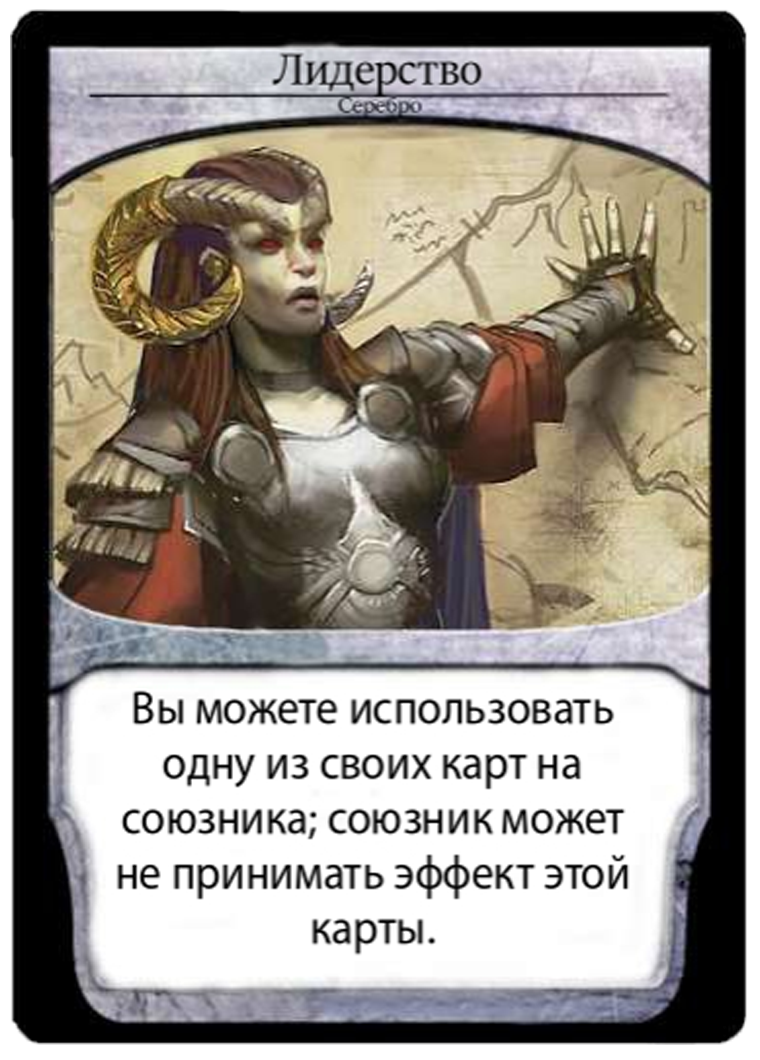 Лидерство
Серебро
Вы можете использовать
одну из своих карт на
союзника; союзник может
не принимать эффект этой
карты.